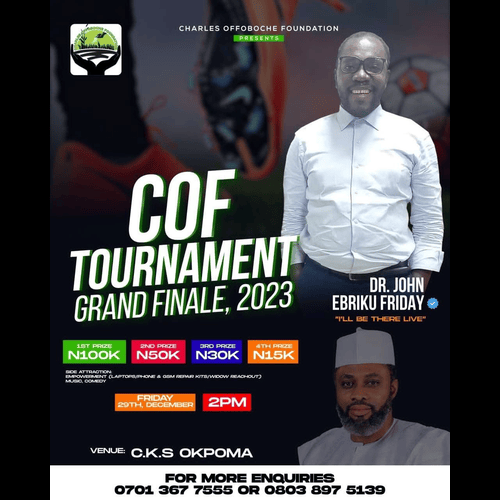 CHARLES OFFOBOCHE FOUNDATION
PRESENTS
COF
TOURNAMENT
GRAND FINALE, 2023
DR. JOHN
EBRIKU FRIDAY
"I'LL BE THERE LIVE"
1ST PRIZE
N100K
2ND PRIZE
N50K
3RD PRIZE
N30K
4TH PRIZE
N15K
SIDE ATTRACTION:
EMPOWERMENT (LAPTOPS/PHONE & GSM REPAIR KITS/WIDOW REACHOUT)
MUSIC, COMEDY
FRIDAY
29TH, DECEMBER
2PM
VENUE: C.K.S OKPOMA
FOR MORE ENQUIRIES
0701 367 7555 OR 0803 897 5139